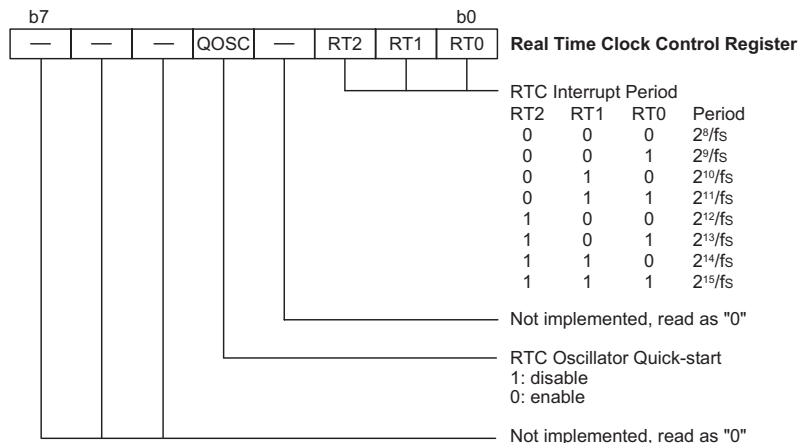 b7 b0
— — — QOSC — RT2 RT1 RT0 Real Time Clock Control Register
RTC Interrupt Period
RT2 RT1 RT0 Period
0 0 0 2⁸/fs
0 0 1 2⁹/fs
0 1 0 2¹⁰/fs
0 1 1 2¹¹/fs
1 0 0 2¹²/fs
1 0 1 2¹³/fs
1 1 0 2¹⁴/fs
1 1 1 2¹⁵/fs
Not implemented, read as "0"
RTC Oscillator Quick-start
1: disable
0: enable
Not implemented, read as "0"